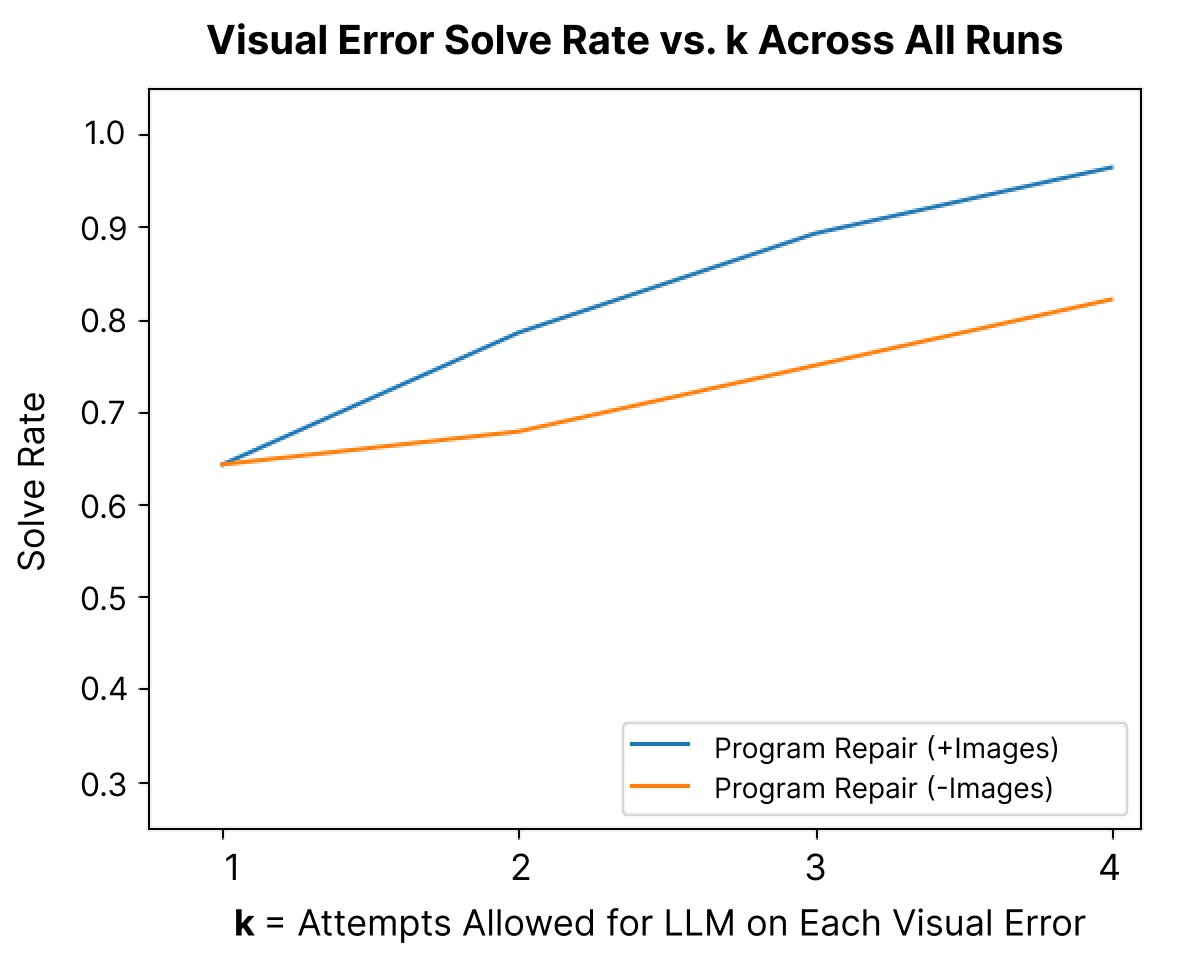 Visual Error Solve Rate vs. k Across All Runs
1.0
0.9
0.8
0.7
0.6
0.5
0.4
0.3
Solve Rate
Program Repair (+Images)
Program Repair (-Images)
1 2 3 4
k = Attempts Allowed for LLM on Each Visual Error